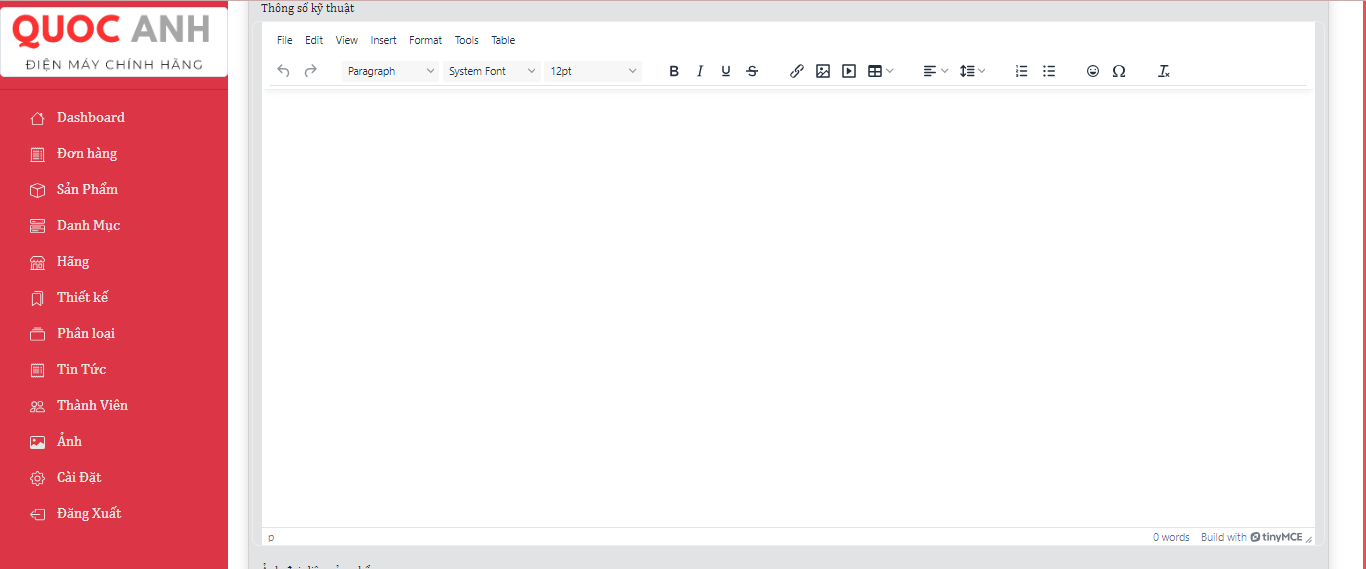 QUOC ANH
ĐIỆN MÁY CHÍNH HÃNG
Dashboard
Đơn hàng
Sản Phẩm
Danh Mục
Hãng
Thiết kế
Phân loại
Tin Tức
Thành Viên
Ảnh
Cài Đặt
Đăng Xuất
Thông số kỹ thuật
File Edit View Insert Format Tools Table
Paragraph System Font 12pt
p
0 words Build with tinyMCE